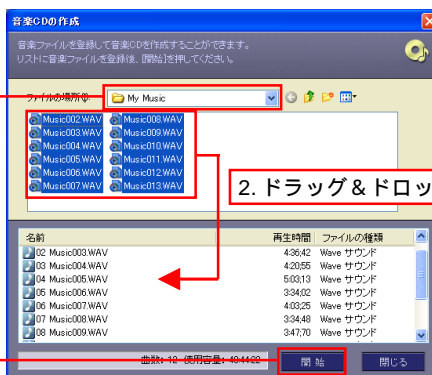 音楽CDの作成
音楽ファイルを登録して音楽CDを作成することができます。
リストに音楽ファイルを登録後、[開始]を押してください。
ファイルの場所(I):
My Music
Music002.WAV Music008.WAV
Music003.WAV Music009.WAV
Music004.WAV Music010.WAV
Music005.WAV Music011.WAV
Music006.WAV Music012.WAV
Music007.WAV Music013.WAV
2. ドラッグ＆ドロッ
名前 再生時間 ファイルの種類
02 Music003.WAV 4:36;42 Wave サウンド
03 Music004.WAV 4:20;55 Wave サウンド
04 Music005.WAV 5:03;13 Wave サウンド
05 Music006.WAV 3:34;02 Wave サウンド
06 Music007.WAV 4:03;25 Wave サウンド
07 Music008.WAV 3:34;48 Wave サウンド
08 Music009.WAV 3:47;70 Wave サウンド
曲数: 12 使用容量:
開始 閉じる